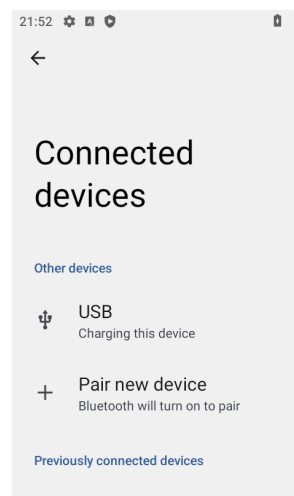 21:52
Connected
devices
Other devices
USB
Charging this device
Pair new device
Bluetooth will turn on to pair
Previously connected devices